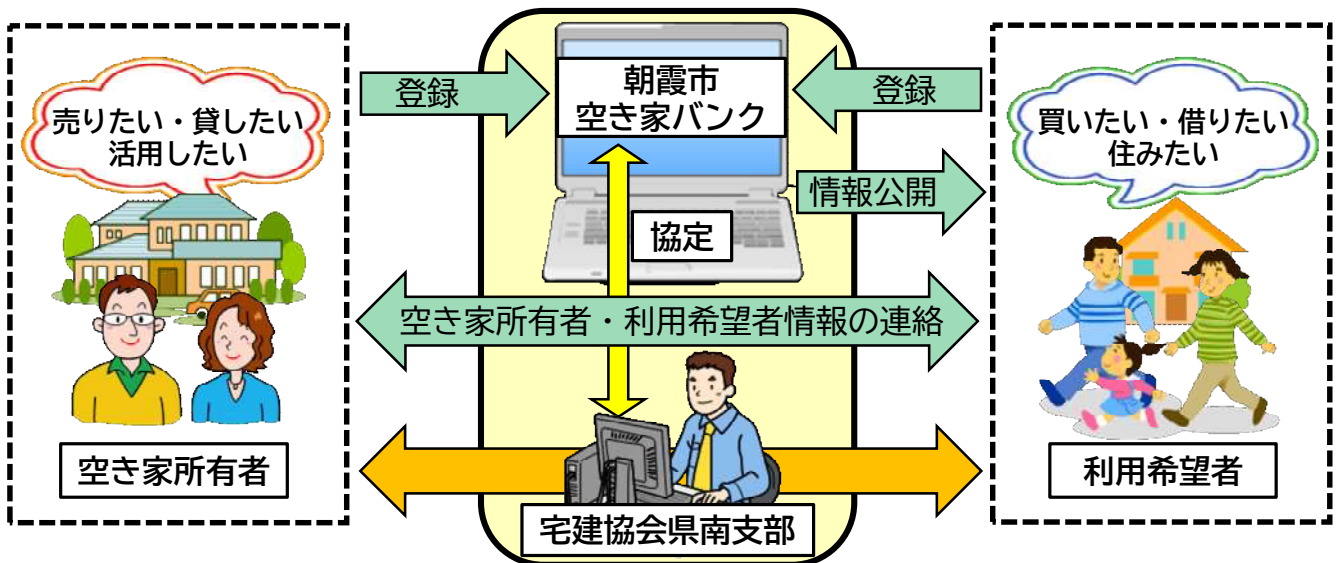 売りたい・貸したい
活用したい
空き家所有者
登録
朝霞市
空き家バンク
登録
情報公開
協定
空き家所有者・利用希望者情報の連絡
宅建協会県南支部
買いたい・借りたい
住みたい
利用希望者